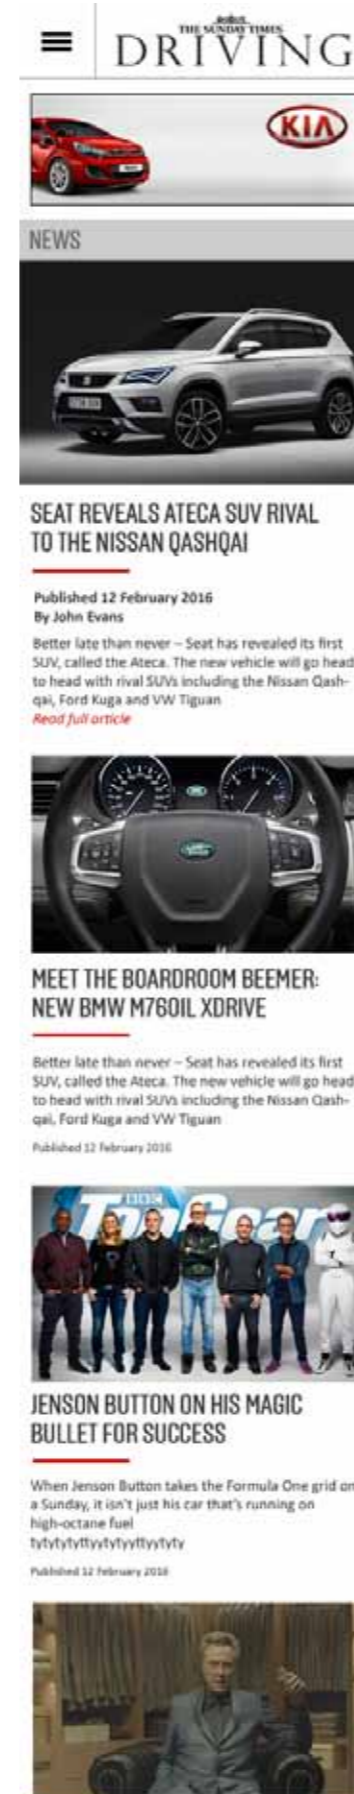 THE SUNDAY TIMES
DRIVING
KIA
NEWS
SEAT REVEALS ATECA SUV RIVAL
TO THE NISSAN QASHQAI
Published 12 February 2016
By John Evans
Better late than never – Seat has revealed its first
SUV, called the Ateca. The new vehicle will go head
to head with rival SUVs including the Nissan Qash-
qai, Ford Kuga and VW Tiguan
Read full article
MEET THE BOARDROOM BEEMER:
NEW BMW M760IL XDRIVE
Better late than never – Seat has revealed its first
SUV, called the Ateca. The new vehicle will go head
to head with rival SUVs including the Nissan Qash-
qai, Ford Kuga and VW Tiguan
Published 12 February 2016
BBC
Top Gear
JENSON BUTTON ON HIS MAGIC
BULLET FOR SUCCESS
When Jenson Button takes the Formula One grid on
a Sunday, it isn't just his car that's running on
high-octane fuel
Published 12 February 2016